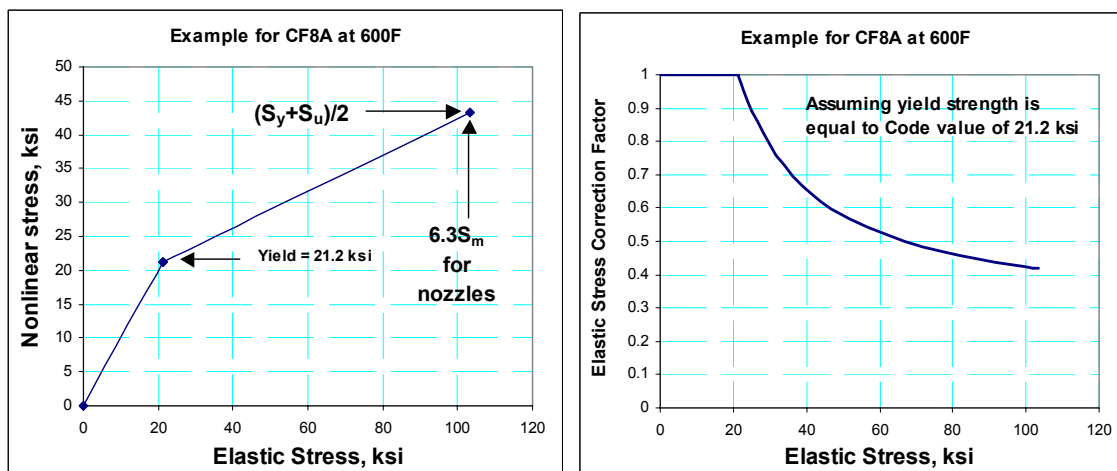 Example for CF8A at 600F
50
45
40
35
30
25
20
15
10
5
0
Nonlinear stress, ksi
(Sy+Su)/2
Yield = 21.2 ksi
6.3Sm
for
nozzles
0 20 40 60 80 100 120
Elastic Stress, ksi
Example for CF8A at 600F
1
0.9
0.8
0.7
0.6
0.5
0.4
0.3
0.2
0.1
0
Elastic Stress Correction Factor
Assuming yield strength is
equal to Code value of 21.2 ksi
0 20 40 60 80 100 120
Elastic Stress, ksi